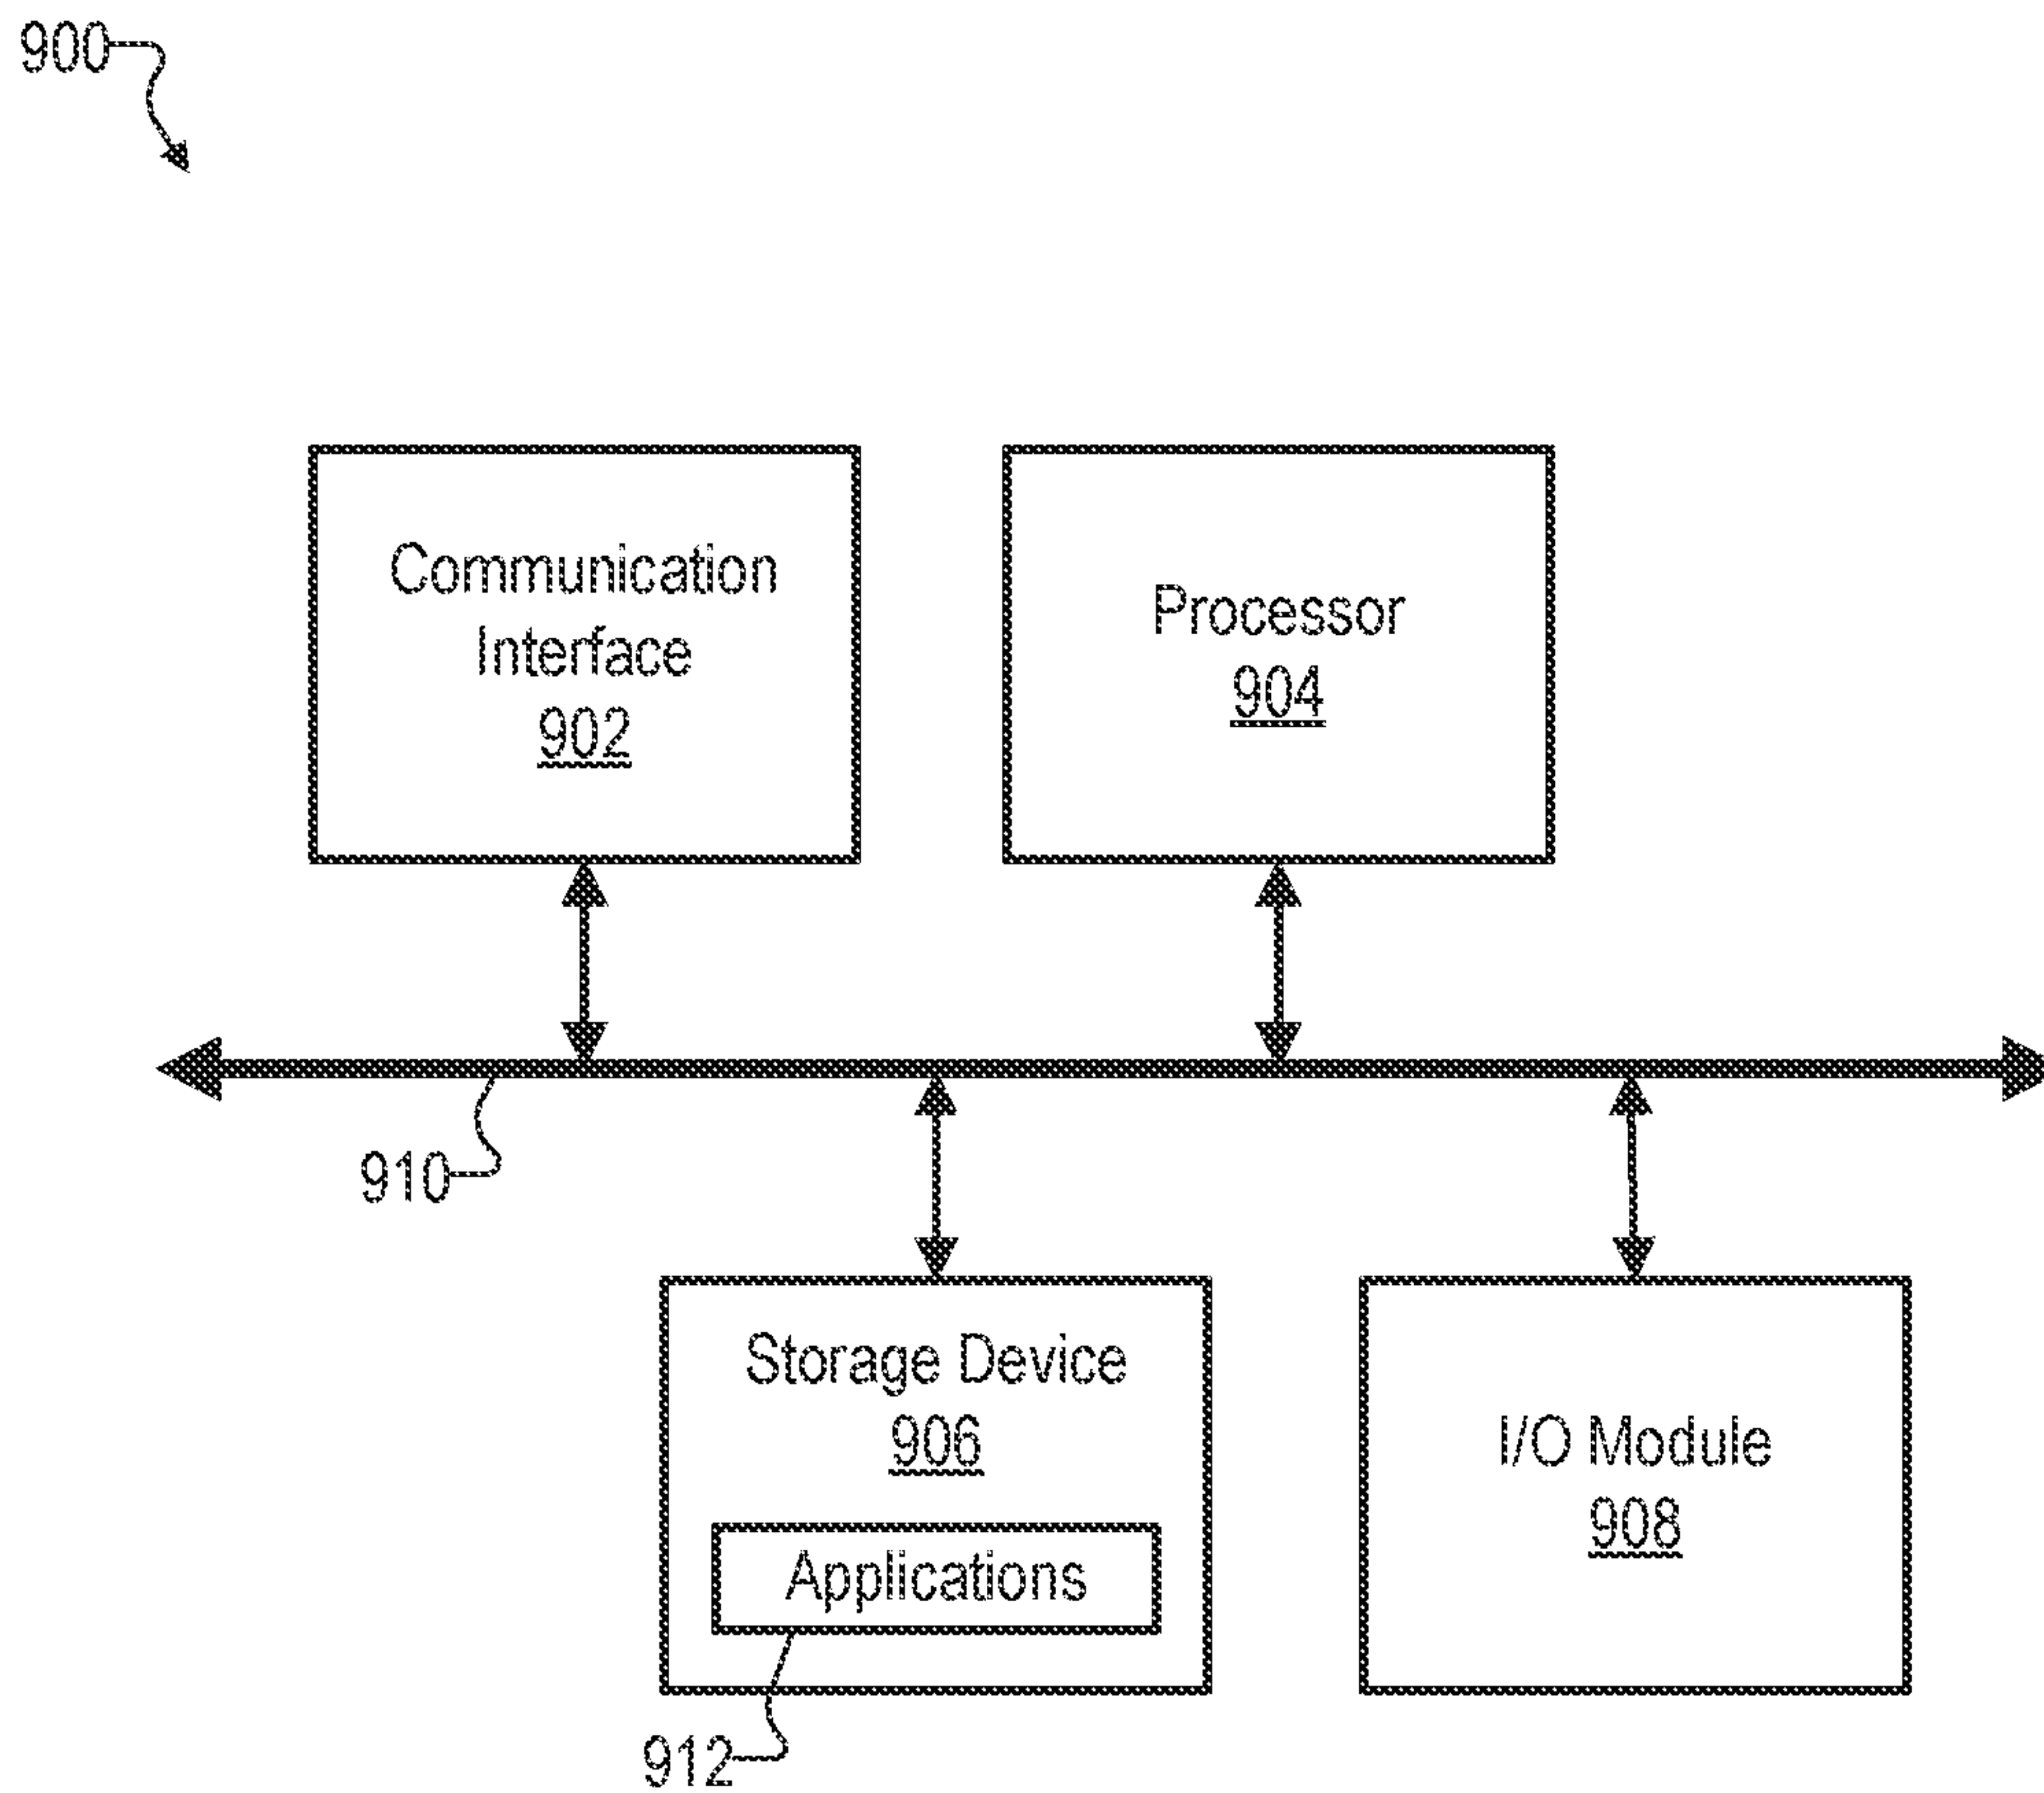 900
Communication
Interface
902
Processor
904
910
Storage Device
906
Applications
912
I/O Module
908